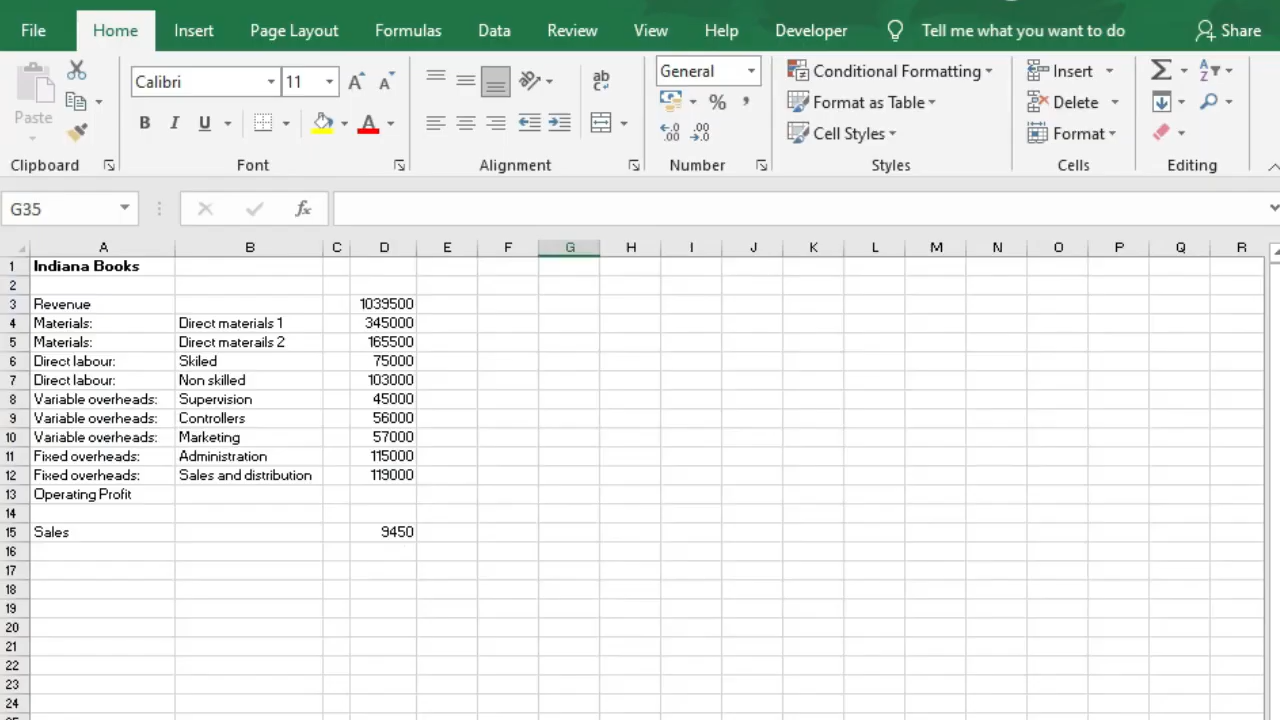 File Home Insert Page Layout Formulas Data Review View Help Developer Tell me what you want to do Share
Calibri 11 General Conditional Formatting Insert
Paste Format as Table Delete
B I U A % , Cell Styles Format
Clipboard Font Alignment Number Styles Cells Editing
G35 fx
A B C D E F G H I J K L M N O P Q R
1 Indiana Books
2
3 Revenue 1039500
4 Materials: Direct materials 1 345000
5 Materials: Direct materails 2 165500
6 Direct labour: Skiled 75000
7 Direct labour: Non skilled 103000
8 Variable overheads: Supervision 45000
9 Variable overheads: Controllers 56000
10 Variable overheads: Marketing 57000
11 Fixed overheads: Administration 115000
12 Fixed overheads: Sales and distribution 119000
13 Operating Profit
14
15 Sales 9450
16
17
18
19
20
21
22
23
24